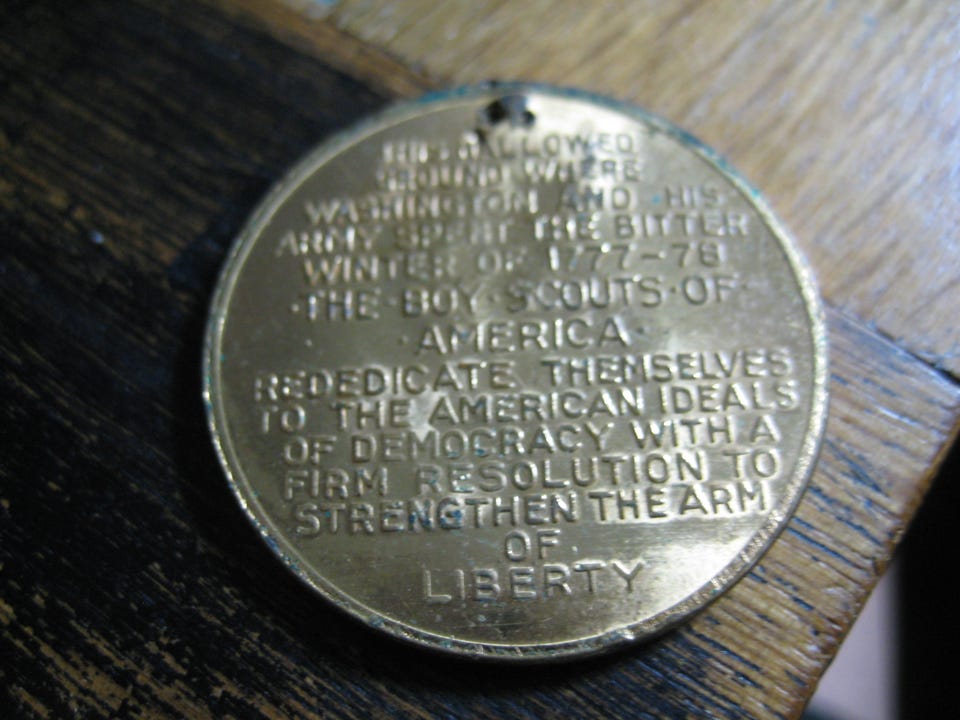 THIS HALLOWED
GROUND WHERE
WASHINGTON AND HIS
ARMY SPENT THE BITTER
WINTER OF 1777-78
·THE·BOY·SCOUTS·OF·
·AMERICA·
REDEDICATE THEMSELVES
TO THE AMERICAN IDEALS
OF DEMOCRACY WITH A
FIRM RESOLUTION TO
STRENGTHEN THE ARM
OF
LIBERTY